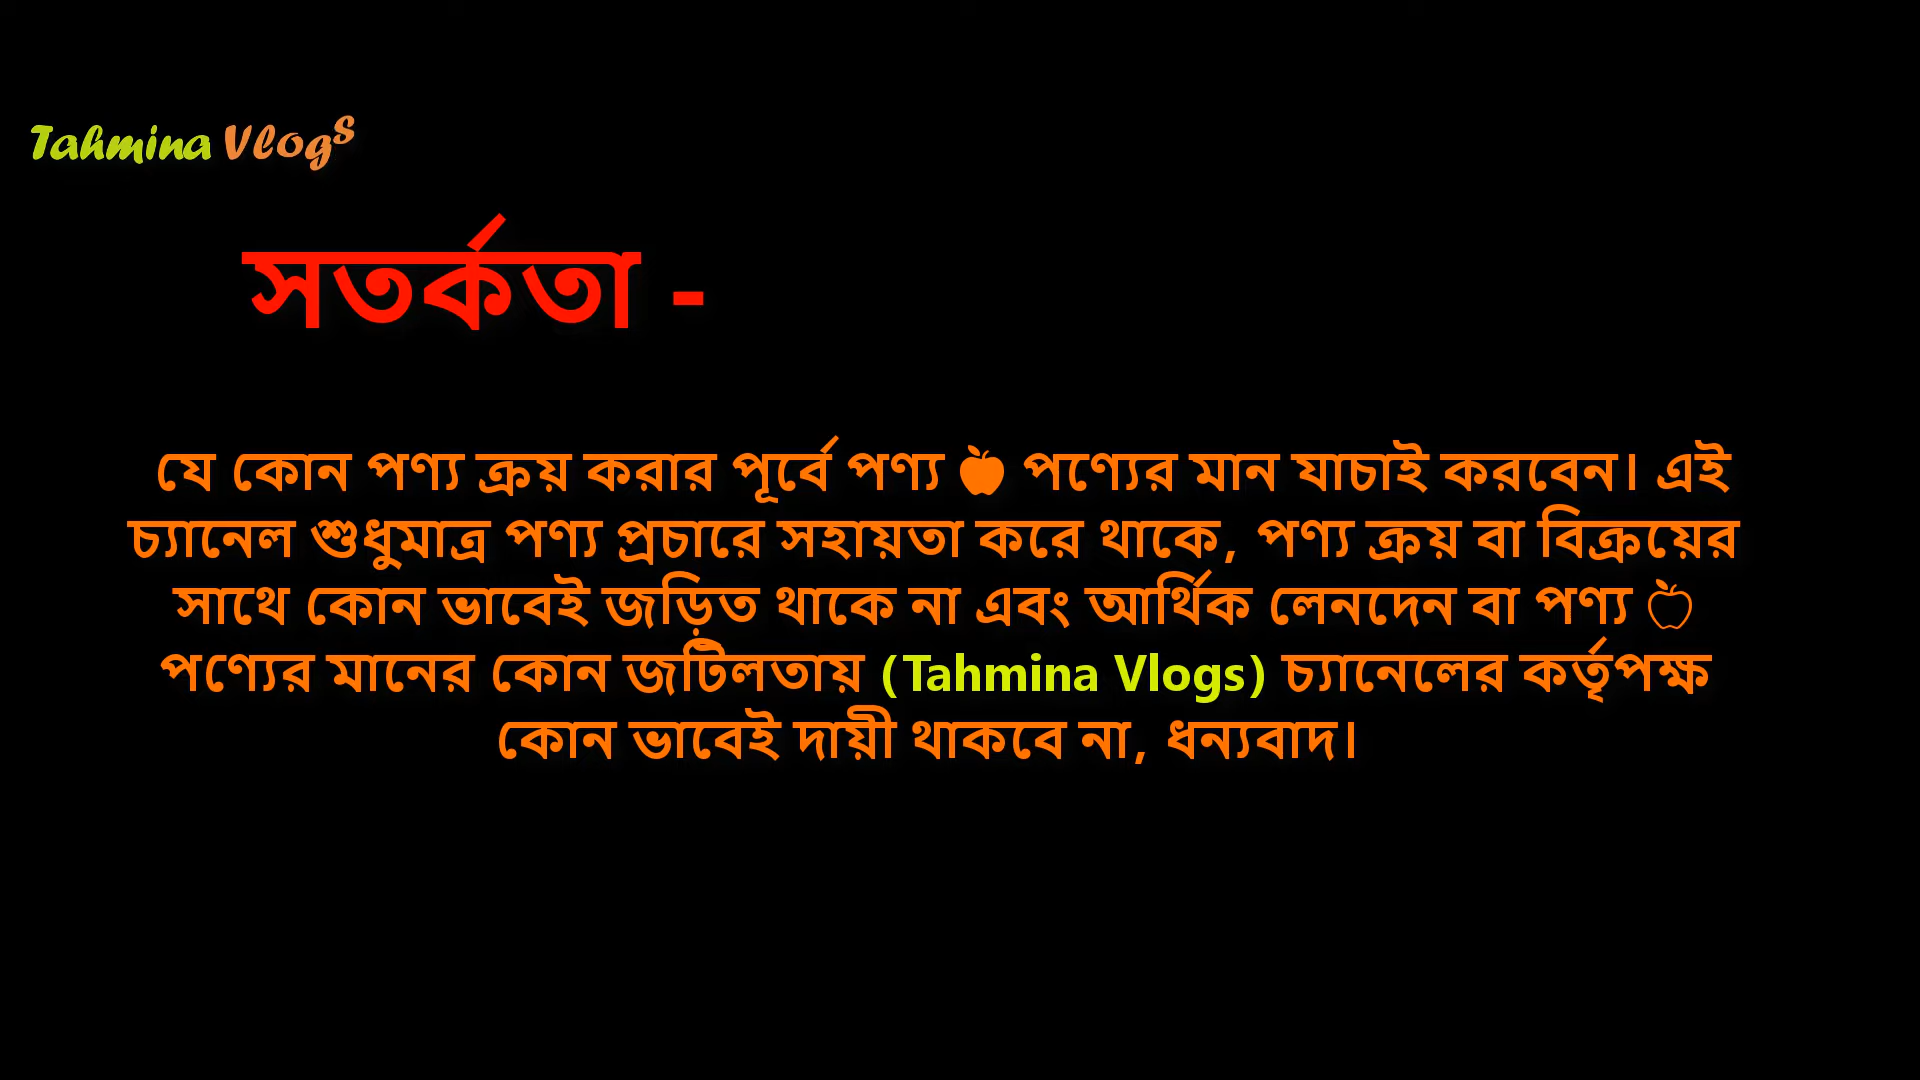 Tahmina Vlogs
সতর্কতা -
যে কোন পণ্য ক্রয় করার পূর্বে পণ্য 🍎 পণ্যের মান যাচাই করবেন। এই
চ্যানেল শুধুমাত্র পণ্য প্রচারে সহায়তা করে থাকে, পণ্য ক্রয় বা বিক্রয়ের
সাথে কোন ভাবেই জড়িত থাকে না এবং আর্থিক লেনদেন বা পণ্য 🍎
পণ্যের মানের কোন জটিলতায় (Tahmina Vlogs) চ্যানেলের কর্তৃপক্ষ
কোন ভাবেই দায়ী থাকবে না, ধন্যবাদ।